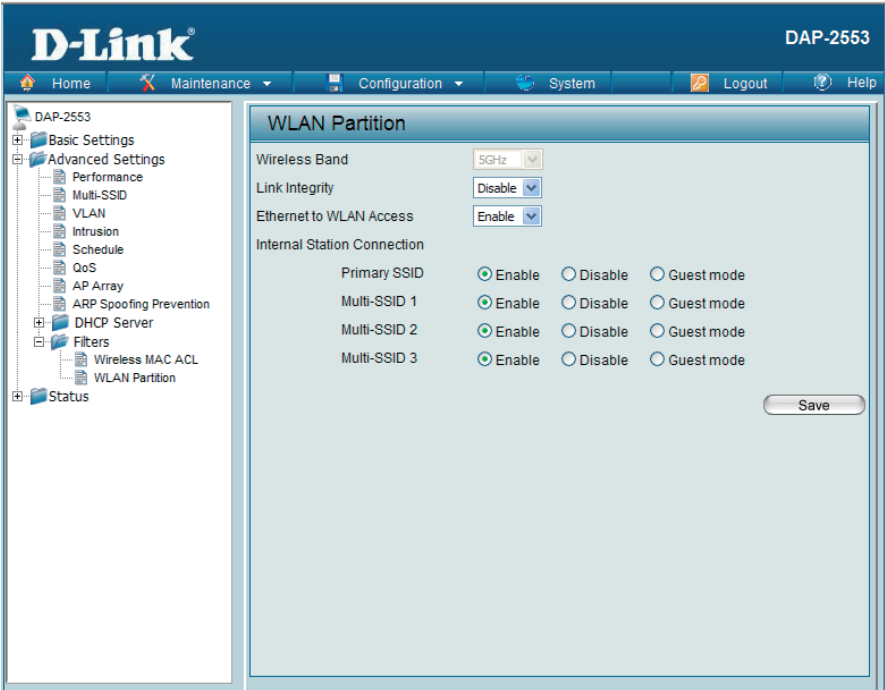 D-Link®
DAP-2553
Home Maintenance Configuration System Logout Help
DAP-2553
Basic Settings
Advanced Settings
Performance
Multi-SSID
VLAN
Intrusion
Schedule
QoS
AP Array
ARP Spoofing Prevention
DHCP Server
Filters
Wireless MAC ACL
WLAN Partition
Status
WLAN Partition
Wireless Band 5GHz
Link Integrity Disable
Ethernet to WLAN Access Enable
Internal Station Connection
Primary SSID Enable Disable Guest mode
Multi-SSID 1 Enable Disable Guest mode
Multi-SSID 2 Enable Disable Guest mode
Multi-SSID 3 Enable Disable Guest mode
Save